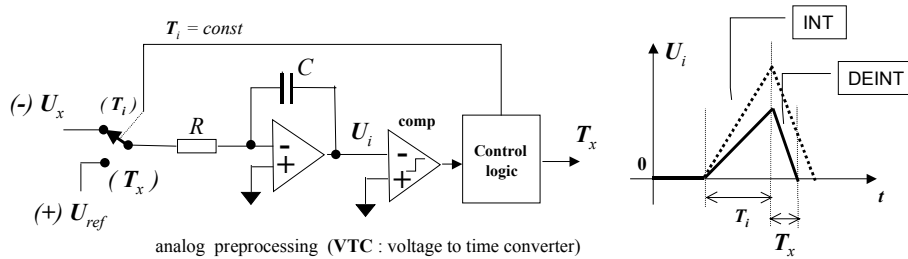 T_i = const
INT
U_i
DEINT
C
(-) U_x
(T_i)
R
-
+
U_i
comp
-
+
Control
logic
T_x
0
t
(T_x)
T_i
(+) U_ref
T_x
analog preprocessing (VTC : voltage to time converter)